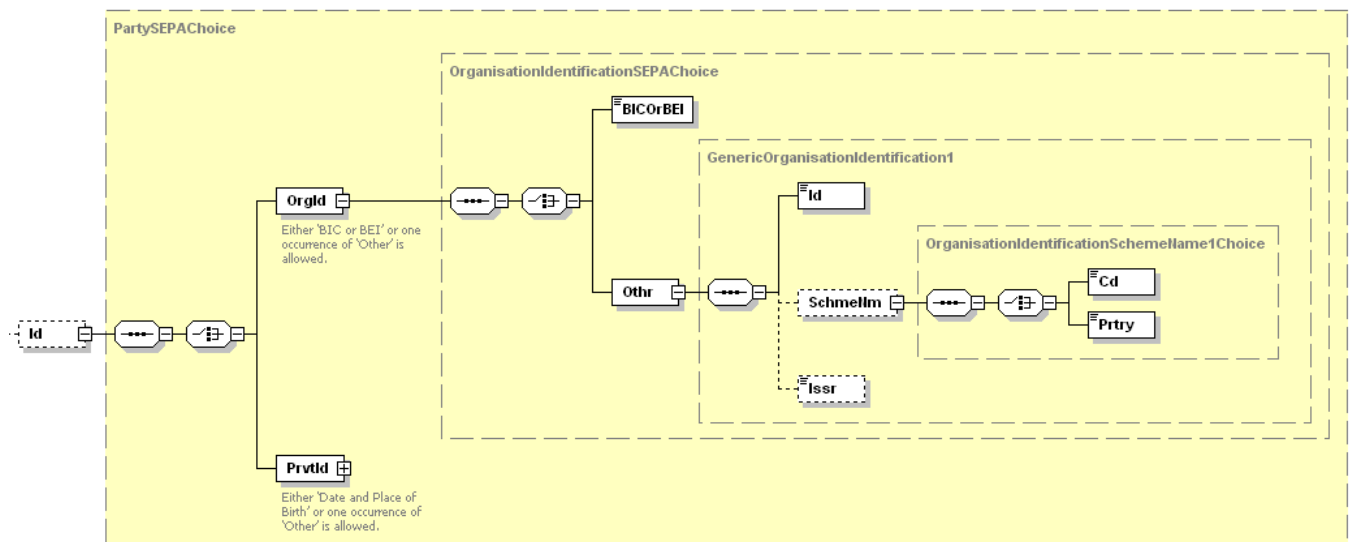 PartySEPAChoice
OrganisationIdentificationSEPAChoice
BICOrBEI
GenericOrganisationIdentification1
Id
OrgId
Either 'BIC or BEI' or one
occurrence of 'Other' is
allowed.
OrganisationIdentificationSchemeName1Choice
Cd
Othr
SchmeNm
Prtry
Id
Issr
PrvtId
Either 'Date and Place of
Birth' or one occurrence of
'Other' is allowed.